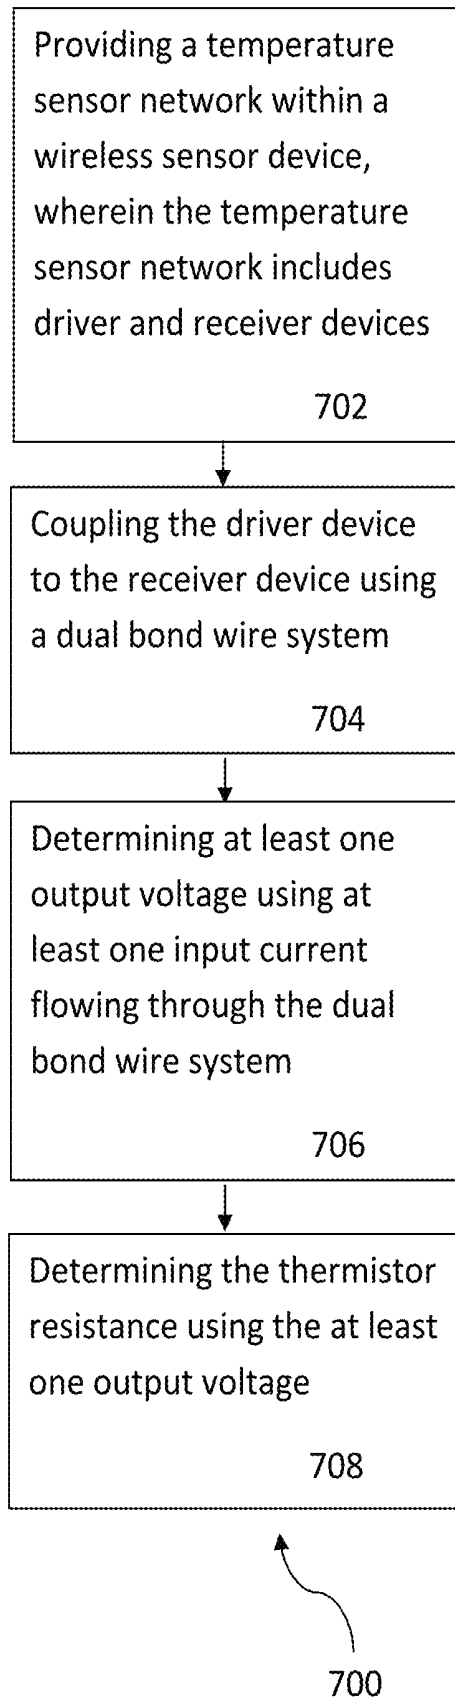 Providing a temperature
sensor network within a
wireless sensor device,
wherein the temperature
sensor network includes
driver and receiver devices
702
Coupling the driver device
to the receiver device using
a dual bond wire system
704
Determining at least one
output voltage using at
least one input current
flowing through the dual
bond wire system
706
Determining the thermistor
resistance using the at least
one output voltage
708
700